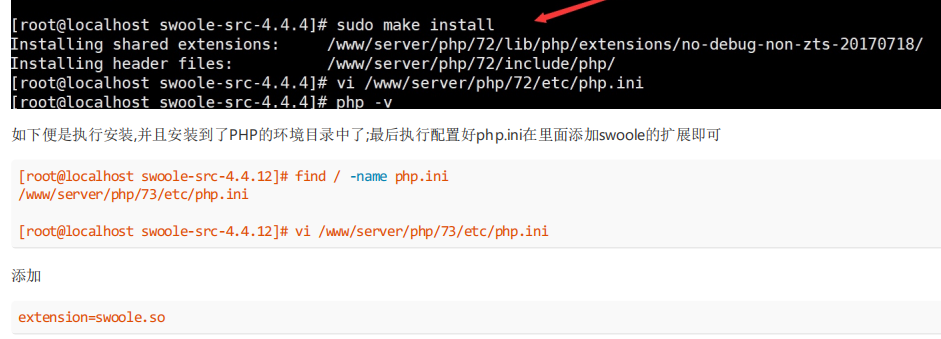 [root@localhost swoole-src-4.4.4]# sudo make install
Installing shared extensions:     /www/server/php/72/lib/php/extensions/no-debug-non-zts-20170718/
Installing header files:          /www/server/php/72/include/php/
[root@localhost swoole-src-4.4.4]# vi /www/server/php/72/etc/php.ini
[root@localhost swoole-src-4.4.4]# php -v
如下便是执行安装,并且安装到了PHP的环境目录中了;最后执行配置好php.ini在里面添加swoole的扩展即可
[root@localhost swoole-src-4.4.12]# find / -name php.ini
/www/server/php/73/etc/php.ini
[root@localhost swoole-src-4.4.12]# vi /www/server/php/73/etc/php.ini
添加
extension=swoole.so